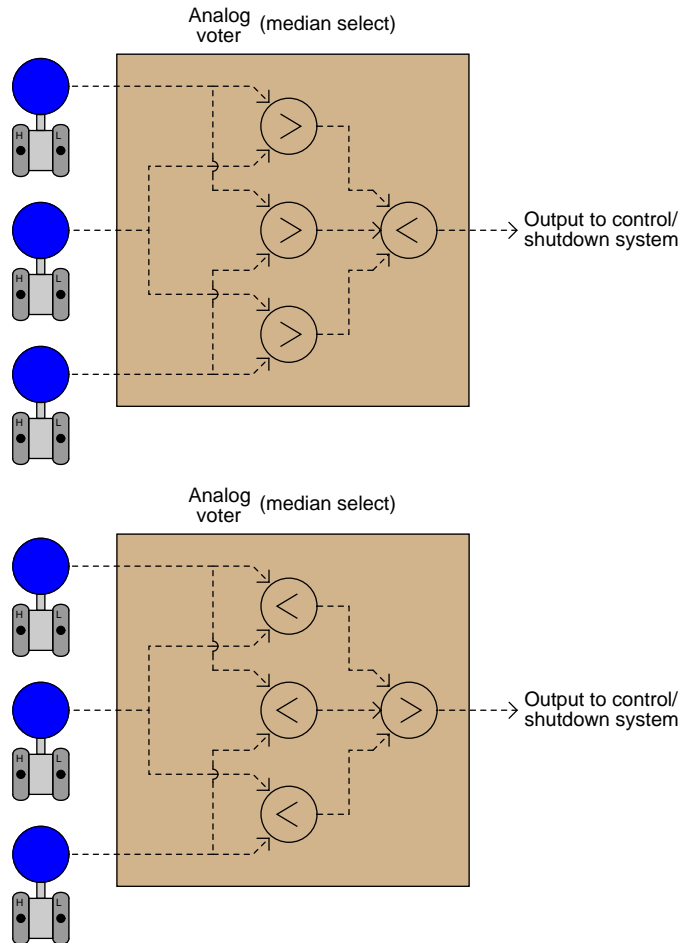 Analog
voter (median select)
H L
>
H L
>
<
Output to control/
shutdown system
>
H L
Analog
voter (median select)
H L
<
H L
<
>
Output to control/
shutdown system
<
H L